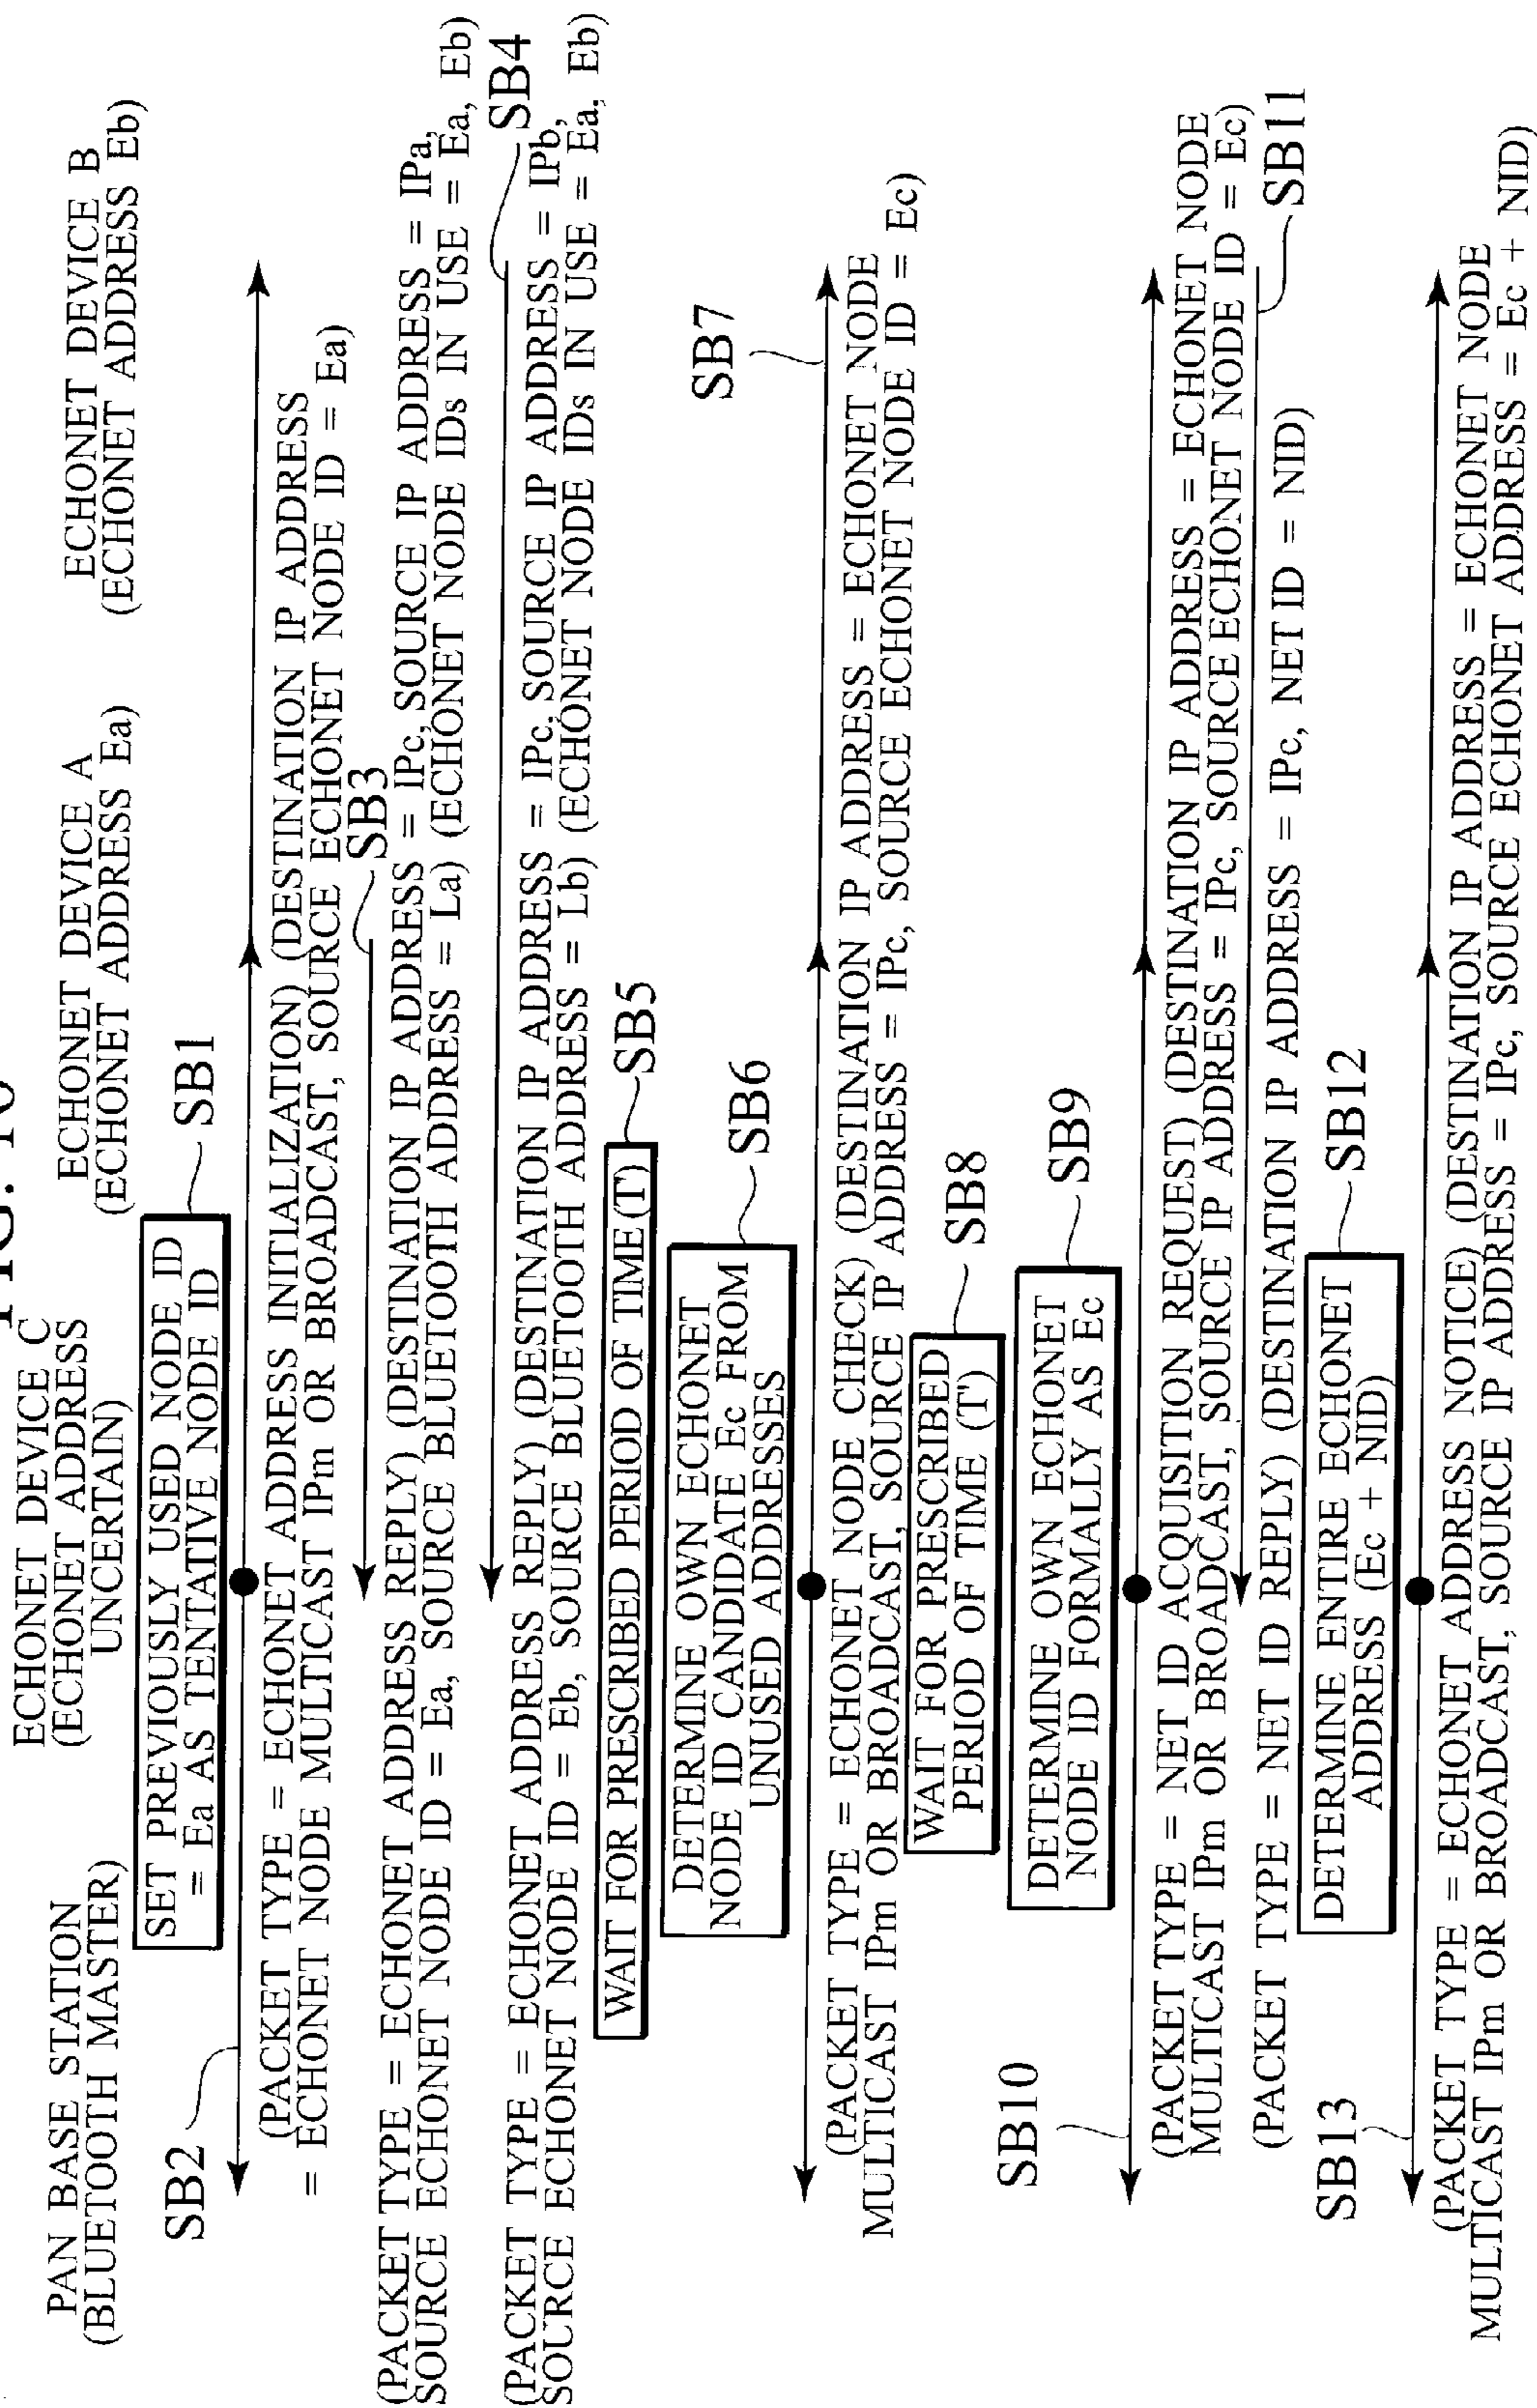 PAN BASE STATION
(BLUETOOTH MASTER)
ECHONET DEVICE C
(ECHONET ADDRESS
UNCERTAIN)
ECHONET DEVICE A
(ECHONET ADDRESS Ea)
ECHONET DEVICE B
(ECHONET ADDRESS Eb)
SET PREVIOUSLY USED NODE ID
= Ea AS TENTATIVE NODE ID
SB1
SB2
(PACKET TYPE = ECHONET ADDRESS INITIALIZATION) (DESTINATION IP ADDRESS
= ECHONET NODE MULTICAST IPm OR BROADCAST, SOURCE ECHONET NODE ID = Ea)
SB3
(PACKET TYPE = ECHONET ADDRESS REPLY) (DESTINATION IP ADDRESS = IPc, SOURCE IP ADDRESS = IPa,
SOURCE ECHONET NODE ID = Ea, SOURCE BLUETOOTH ADDRESS = La) (ECHONET NODE IDs IN USE = Ea, Eb)
SB4
(PACKET TYPE = ECHONET ADDRESS REPLY) (DESTINATION IP ADDRESS = IPc, SOURCE IP ADDRESS = IPb,
SOURCE ECHONET NODE ID = Eb, SOURCE BLUETOOTH ADDRESS = Lb) (ECHONET NODE IDs IN USE = Ea, Eb)
WAIT FOR PRESCRIBED PERIOD OF TIME (T')
SB5
DETERMINE OWN ECHONET
NODE ID CANDIDATE Ec FROM
UNUSED ADDRESSES
SB6
SB7
(PACKET TYPE = ECHONET NODE CHECK) (DESTINATION IP ADDRESS = ECHONET NODE
MULTICAST IPm OR BROADCAST, SOURCE IP ADDRESS = IPc, SOURCE ECHONET NODE ID = Ec)
WAIT FOR PRESCRIBED
PERIOD OF TIME (T')
SB8
DETERMINE OWN ECHONET
NODE ID FORMALLY AS Ec
SB9
SB10
(PACKET TYPE = NET ID ACQUISITION REQUEST) (DESTINATION IP ADDRESS = ECHONET NODE
MULTICAST IPm OR BROADCAST, SOURCE IP ADDRESS = IPc, SOURCE ECHONET NODE ID = Ec)
SB11
(PACKET TYPE = NET ID REPLY) (DESTINATION IP ADDRESS = IPc, NET ID = NID)
DETERMINE ENTIRE ECHONET
ADDRESS (Ec + NID)
SB12
SB13
(PACKET TYPE = ECHONET ADDRESS NOTICE) (DESTINATION IP ADDRESS = ECHONET NODE
MULTICAST IPm OR BROADCAST, SOURCE IP ADDRESS = IPc, SOURCE ECHONET ADDRESS = Ec + NID)